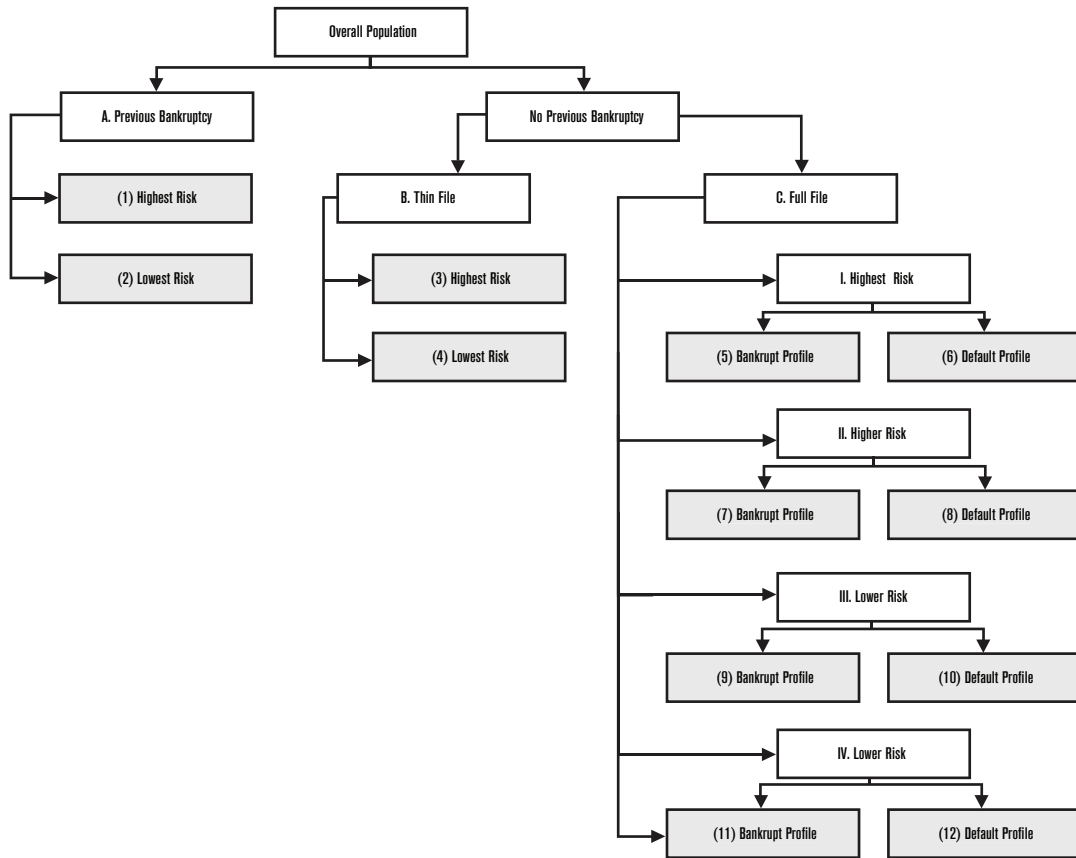 Overall Population
A. Previous Bankruptcy
No Previous Bankruptcy
(1) Highest Risk
B. Thin File
C. Full File
(2) Lowest Risk
(3) Highest Risk
I. Highest Risk
(4) Lowest Risk
(5) Bankrupt Profile
(6) Default Profile
II. Higher Risk
(7) Bankrupt Profile
(8) Default Profile
III. Lower Risk
(9) Bankrupt Profile
(10) Default Profile
IV. Lower Risk
(11) Bankrupt Profile
(12) Default Profile